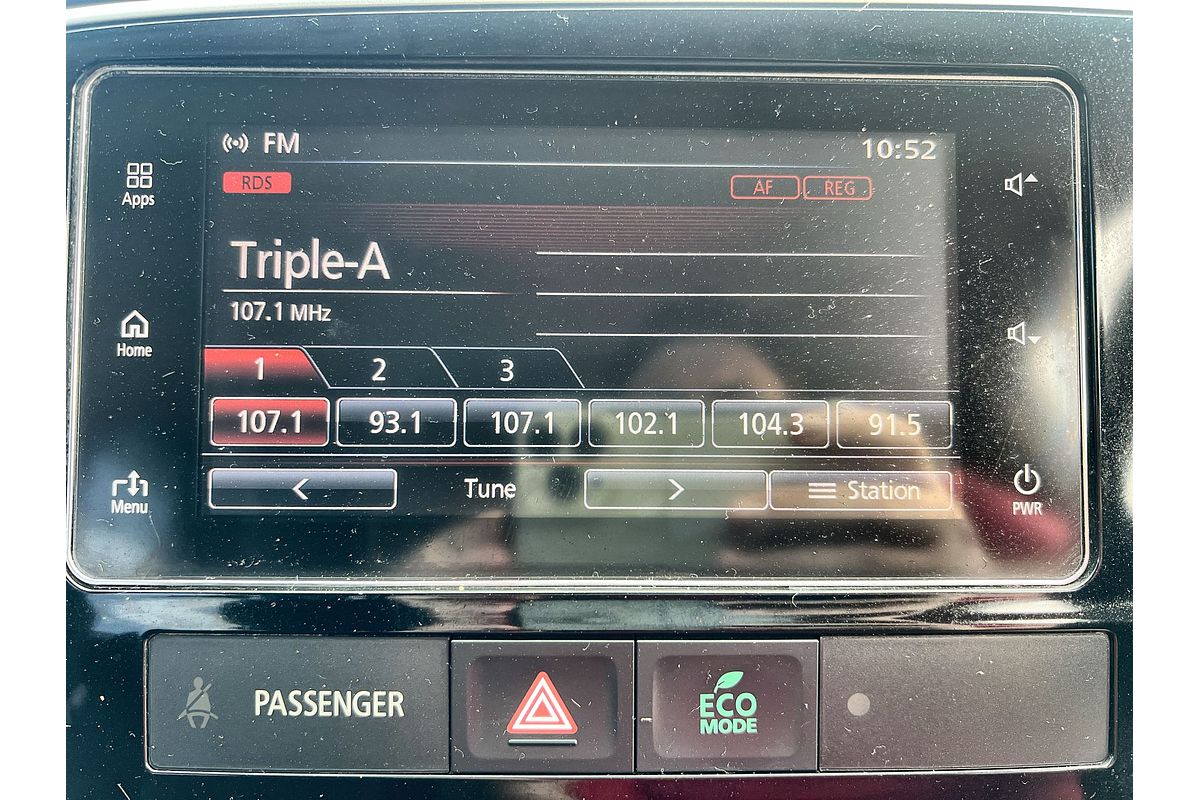 FM
10:52
RDS
AF
REG
Apps
Triple-A
107.1 MHz
Home
1
2
3
107.1
93.1
107.1
102.1
104.3
91.5
<
Tune
>
Station
Menu
PWR
PASSENGER
ECO
MODE